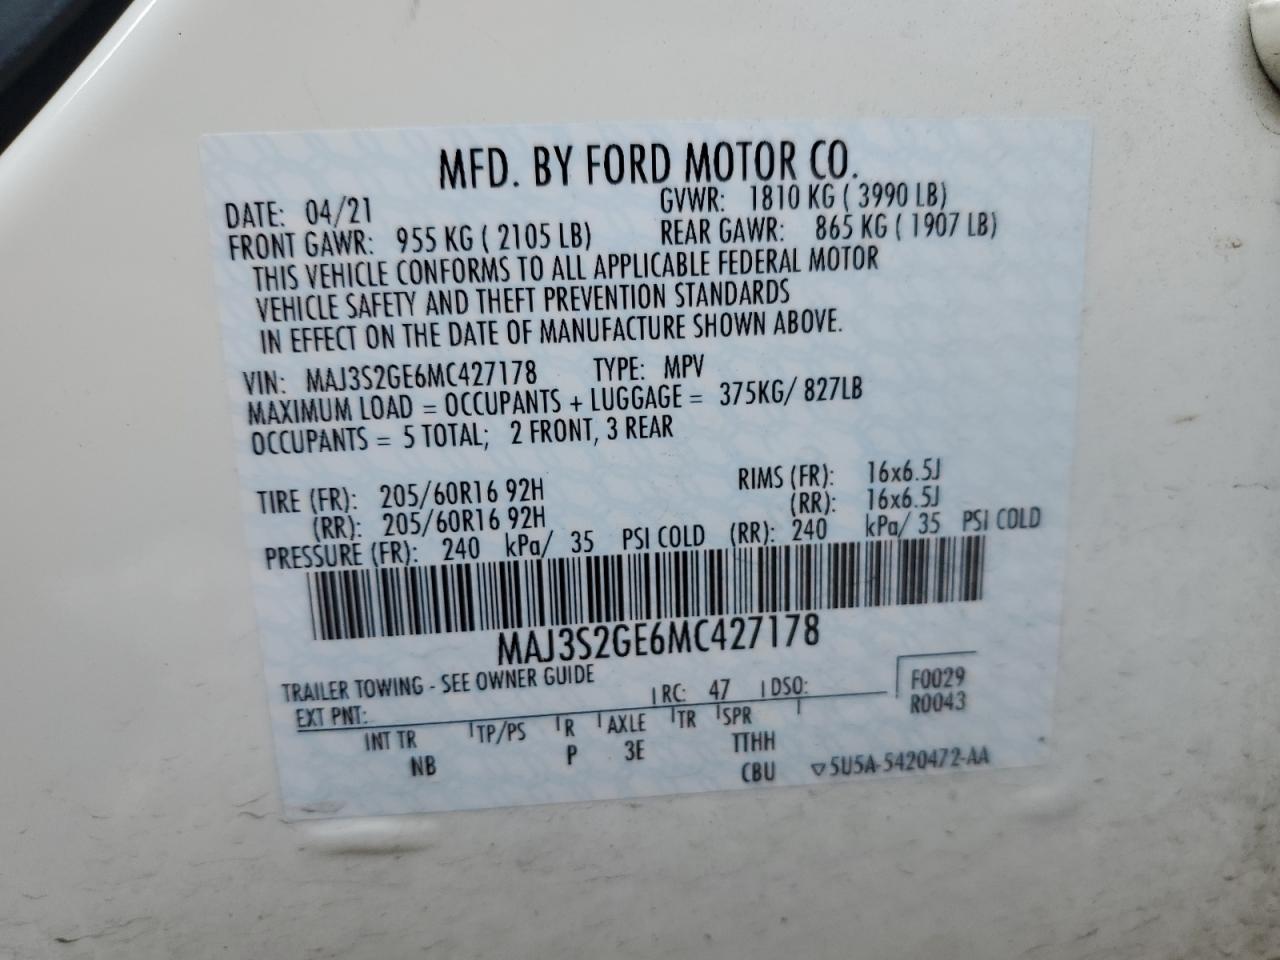 MFD. BY FORD MOTOR CO.
DATE: 04/21 GVWR: 1810 KG ( 3990 LB)
FRONT GAWR: 955 KG ( 2105 LB) REAR GAWR: 865 KG ( 1907 LB)
THIS VEHICLE CONFORMS TO ALL APPLICABLE FEDERAL MOTOR
VEHICLE SAFETY AND THEFT PREVENTION STANDARDS
IN EFFECT ON THE DATE OF MANUFACTURE SHOWN ABOVE.
VIN: MAJ3S2GE6MC427178 TYPE: MPV
MAXIMUM LOAD = OCCUPANTS + LUGGAGE = 375KG/ 827LB
OCCUPANTS = 5 TOTAL; 2 FRONT, 3 REAR
TIRE (FR): 205/60R16 92H RIMS (FR): 16x6.5J
(RR): 205/60R16 92H (RR): 16x6.5J
PRESSURE (FR): 240 kPa/ 35 PSI COLD (RR): 240 kPa/ 35 PSI COLD
MAJ3S2GE6MC427178
TRAILER TOWING - SEE OWNER GUIDE
EXT PNT: RC: 47 DSO: F0029
R0043
INT TR TP/PS R AXLE TR SPR
NB P 3E TTHH
CBU ▽5U5A-5420472-AA